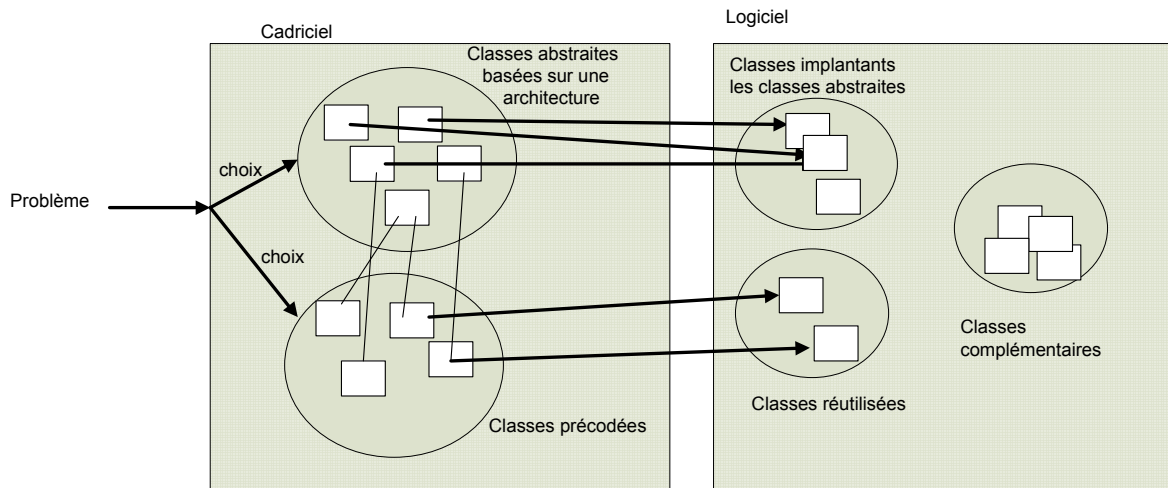 Cadriciel
Logiciel
Classes abstraites
basées sur une
architecture
Classes implantants
les classes abstraites
choix
Problème
choix
Classes
complémentaires
Classes réutilisées
Classes précodées